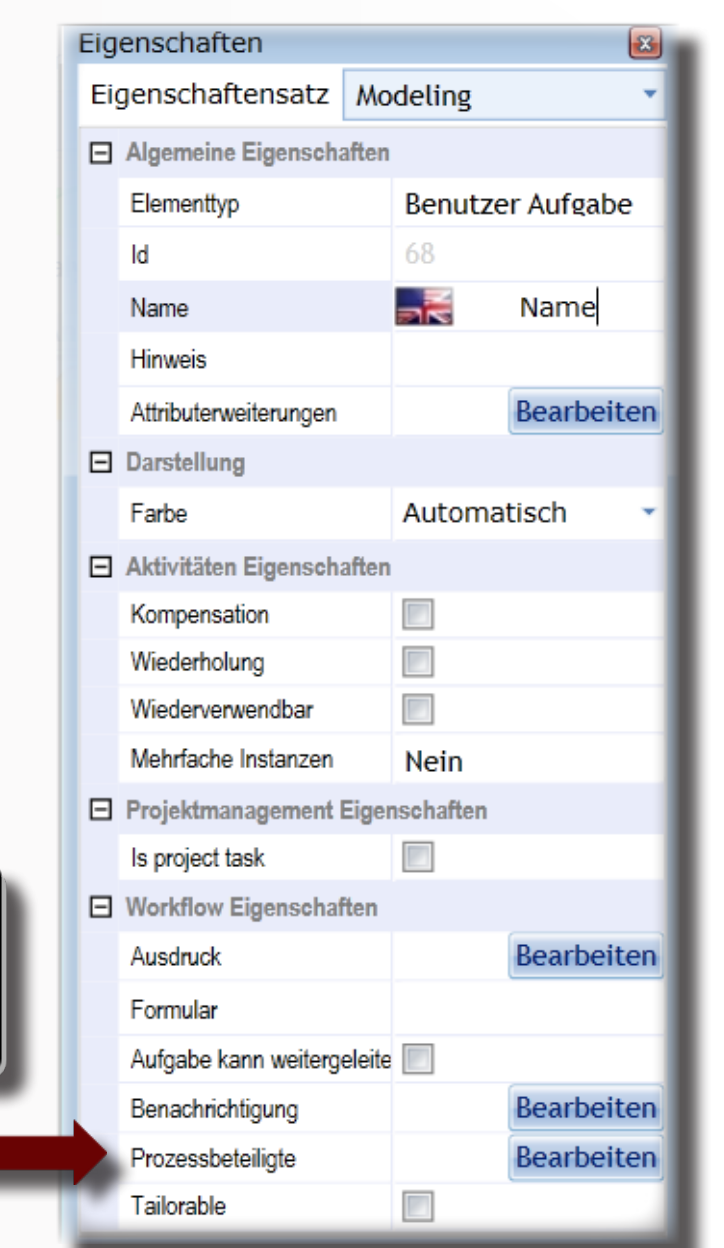 Eigenschaften
Eigenschaftensatz Modeling
Algemeine Eigenschaften
Elementtyp Benutzer Aufgabe
Id 68
Name Name
Hinweis
Attributerweiterungen Bearbeiten
Darstellung
Farbe Automatisch
Aktivitäten Eigenschaften
Kompensation
Wiederholung
Wiederverwendbar
Mehrfache Instanzen Nein
Projektmanagement Eigenschaften
Is project task
Workflow Eigenschaften
Ausdruck Bearbeiten
Formular
Aufgabe kann weitergeleite
Benachrichtigung Bearbeiten
Prozessbeteiligte Bearbeiten
Tailorable